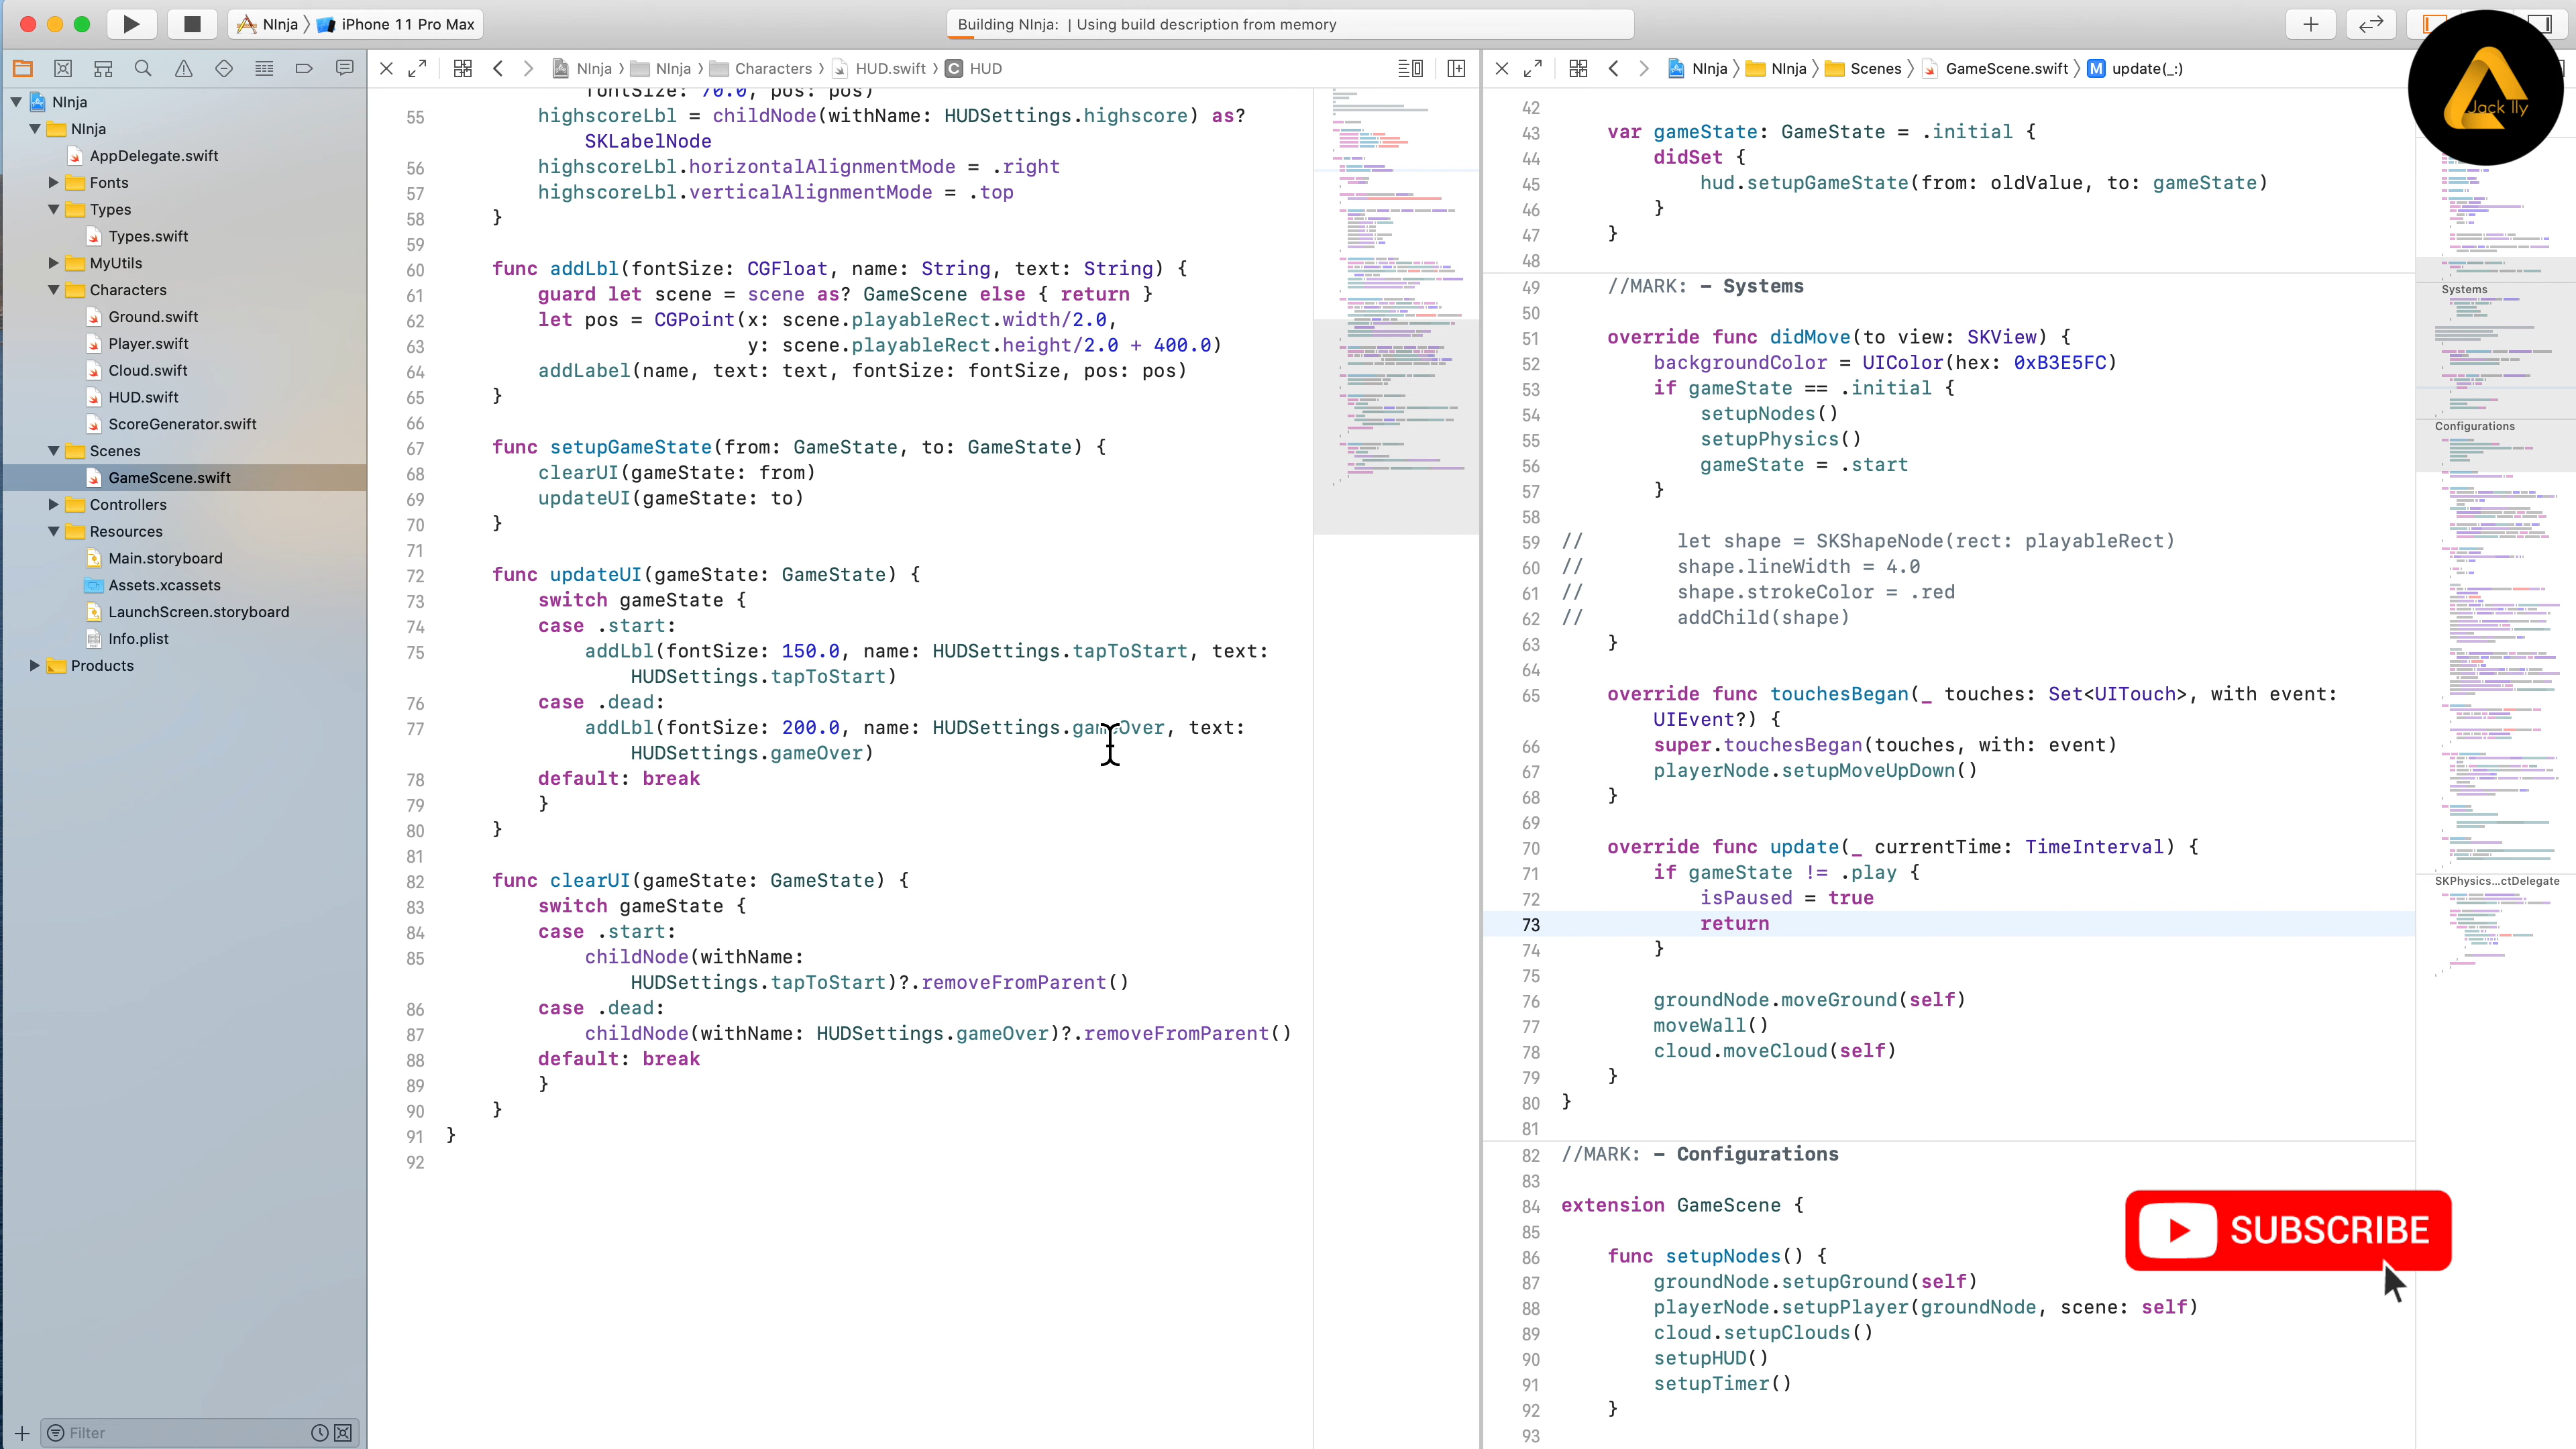 NInja
iPhone 11 Pro Max
Building NInja: | Using build description from memory
NInja
NInja
Characters
HUD.swift
C HUD
NInja
NInja
Scenes
GameScene.swift
M update(_:)
Jack Ily
NInja
NInja
AppDelegate.swift
Fonts
Types
Types.swift
MyUtils
Characters
Ground.swift
Player.swift
Cloud.swift
HUD.swift
ScoreGenerator.swift
Scenes
GameScene.swift
Controllers
Resources
Main.storyboard
Assets.xcassets
LaunchScreen.storyboard
Info.plist
Products
Filter
fontSize: 70.0, pos: pos)
55 highscoreLbl = childNode(withName: HUDSettings.highscore) as?
SKLabelNode
56 highscoreLbl.horizontalAlignmentMode = .right
57 highscoreLbl.verticalAlignmentMode = .top
58 }
59
60 func addLbl(fontSize: CGFloat, name: String, text: String) {
61 guard let scene = scene as? GameScene else { return }
62 let pos = CGPoint(x: scene.playableRect.width/2.0,
63 y: scene.playableRect.height/2.0 + 400.0)
64 addLabel(name, text: text, fontSize: fontSize, pos: pos)
65 }
66
67 func setupGameState(from: GameState, to: GameState) {
68 clearUI(gameState: from)
69 updateUI(gameState: to)
70 }
71
72 func updateUI(gameState: GameState) {
73 switch gameState {
74 case .start:
75 addLbl(fontSize: 150.0, name: HUDSettings.tapToStart, text:
HUDSettings.tapToStart)
76 case .dead:
77 addLbl(fontSize: 200.0, name: HUDSettings.gameOver, text:
HUDSettings.gameOver)
78 default: break
79 }
80 }
81
82 func clearUI(gameState: GameState) {
83 switch gameState {
84 case .start:
85 childNode(withName:
HUDSettings.tapToStart)?.removeFromParent()
86 case .dead:
87 childNode(withName: HUDSettings.gameOver)?.removeFromParent()
88 default: break
89 }
90 }
91 }
92
42
43 var gameState: GameState = .initial {
44 didSet {
45 hud.setupGameState(from: oldValue, to: gameState)
46 }
47 }
48
49 //MARK: - Systems
50
51 override func didMove(to view: SKView) {
52 backgroundColor = UIColor(hex: 0xB3E5FC)
53 if gameState == .initial {
54 setupNodes()
55 setupPhysics()
56 gameState = .start
57 }
58
59 // let shape = SKShapeNode(rect: playableRect)
60 // shape.lineWidth = 4.0
61 // shape.strokeColor = .red
62 // addChild(shape)
63 }
64
65 override func touchesBegan(_ touches: Set<UITouch>, with event:
UIEvent?) {
66 super.touchesBegan(touches, with: event)
67 playerNode.setupMoveUpDown()
68 }
69
70 override func update(_ currentTime: TimeInterval) {
71 if gameState != .play {
72 isPaused = true
73 return
74 }
75
76 groundNode.moveGround(self)
77 moveWall()
78 cloud.moveCloud(self)
79 }
80 }
81
82 //MARK: - Configurations
83
84 extension GameScene {
85
86 func setupNodes() {
87 groundNode.setupGround(self)
88 playerNode.setupPlayer(groundNode, scene: self)
89 cloud.setupClouds()
90 setupHUD()
91 setupTimer()
92 }
93
Systems
Configurations
SKPhysics...ctDelegate
SUBSCRIBE